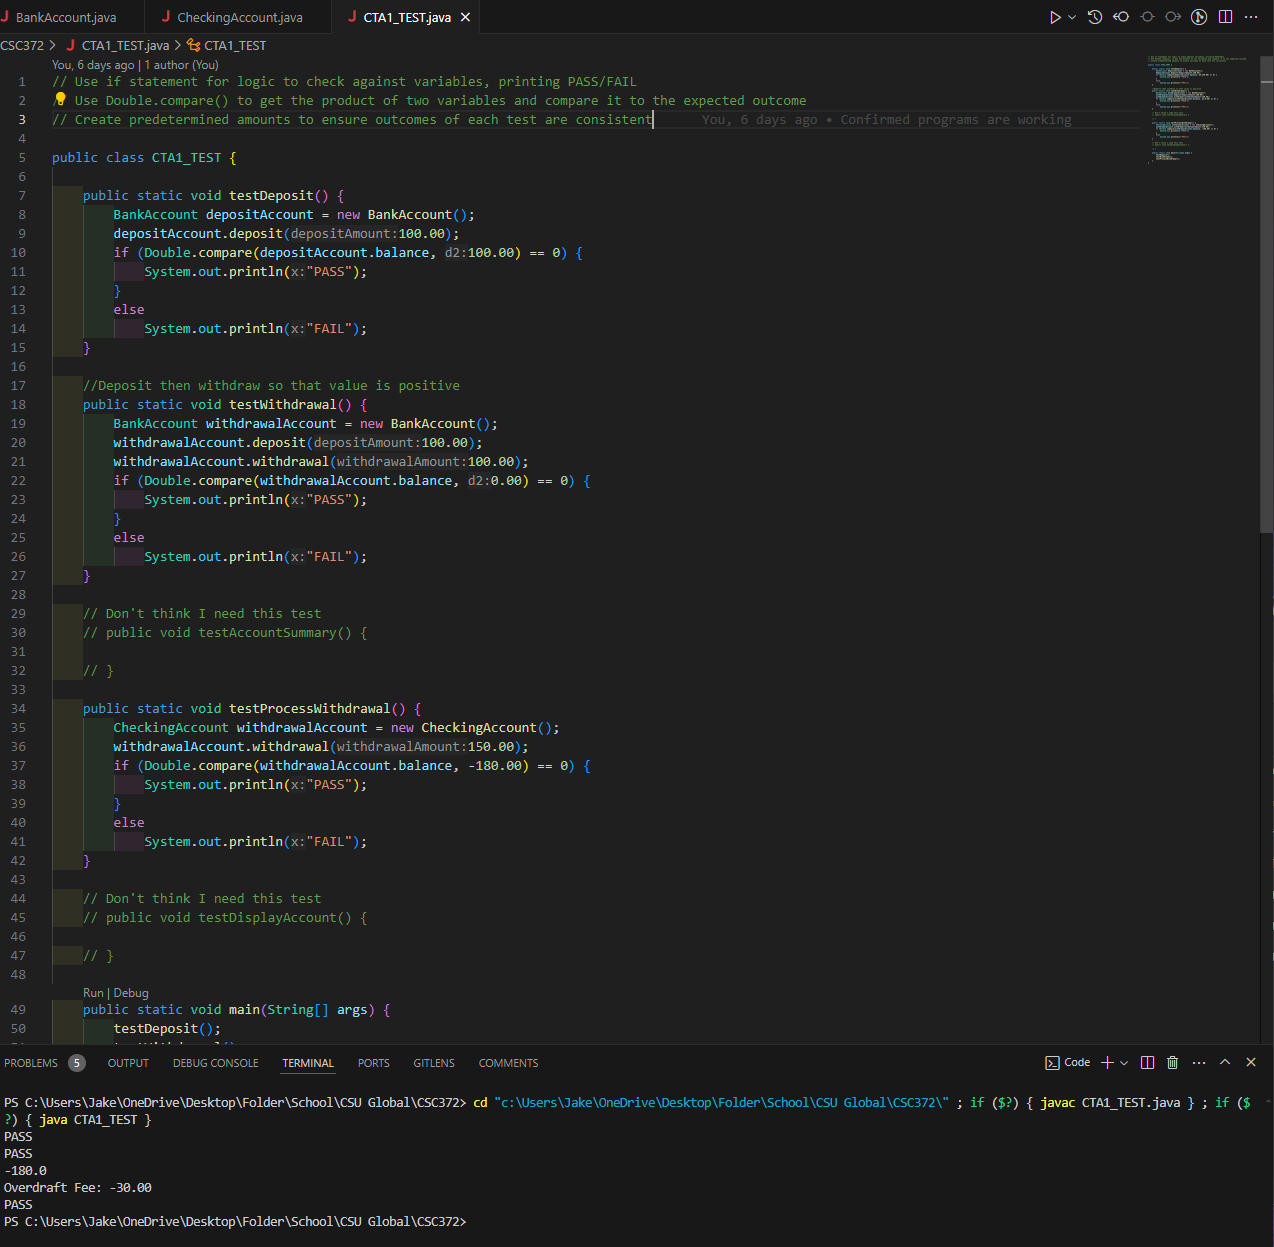 BankAccount.java CheckingAccount.java CTA1_TEST.java
CSC372 > CTA1_TEST.java > CTA1_TEST
You, 6 days ago | 1 author (You)
1 // Use if statement for logic to check against variables, printing PASS/FAIL
2 // Use Double.compare() to get the product of two variables and compare it to the expected outcome
3 // Create predetermined amounts to ensure outcomes of each test are consistent You, 6 days ago • Confirmed programs are working
4
5 public class CTA1_TEST {
6
7 public static void testDeposit() {
8 BankAccount depositAccount = new BankAccount();
9 depositAccount.deposit(depositAmount:100.00);
10 if (Double.compare(depositAccount.balance, d2:100.00) == 0) {
11 System.out.println(x:"PASS");
12 }
13 else
14 System.out.println(x:"FAIL");
15 }
16
17 //Deposit then withdraw so that value is positive
18 public static void testWithdrawal() {
19 BankAccount withdrawalAccount = new BankAccount();
20 withdrawalAccount.deposit(depositAmount:100.00);
21 withdrawalAccount.withdrawal(withdrawalAmount:100.00);
22 if (Double.compare(withdrawalAccount.balance, d2:0.00) == 0) {
23 System.out.println(x:"PASS");
24 }
25 else
26 System.out.println(x:"FAIL");
27 }
28
29 // Don't think I need this test
30 // public void testAccountSummary() {
31
32 // }
33
34 public static void testProcessWithdrawal() {
35 CheckingAccount withdrawalAccount = new CheckingAccount();
36 withdrawalAccount.withdrawal(withdrawalAmount:150.00);
37 if (Double.compare(withdrawalAccount.balance, -180.00) == 0) {
38 System.out.println(x:"PASS");
39 }
40 else
41 System.out.println(x:"FAIL");
42 }
43
44 // Don't think I need this test
45 // public void testDisplayAccount() {
46
47 // }
48
Run | Debug
49 public static void main(String[] args) {
50 testDeposit();
PROBLEMS 5 OUTPUT DEBUG CONSOLE TERMINAL PORTS GITLENS COMMENTS Code
PS C:\Users\Jake\OneDrive\Desktop\Folder\School\CSU Global\CSC372> cd "c:\Users\Jake\OneDrive\Desktop\Folder\School\CSU Global\CSC372\" ; if ($?) { javac CTA1_TEST.java } ; if ($
?) { java CTA1_TEST }
PASS
PASS
-180.0
Overdraft Fee: -30.00
PASS
PS C:\Users\Jake\OneDrive\Desktop\Folder\School\CSU Global\CSC372>